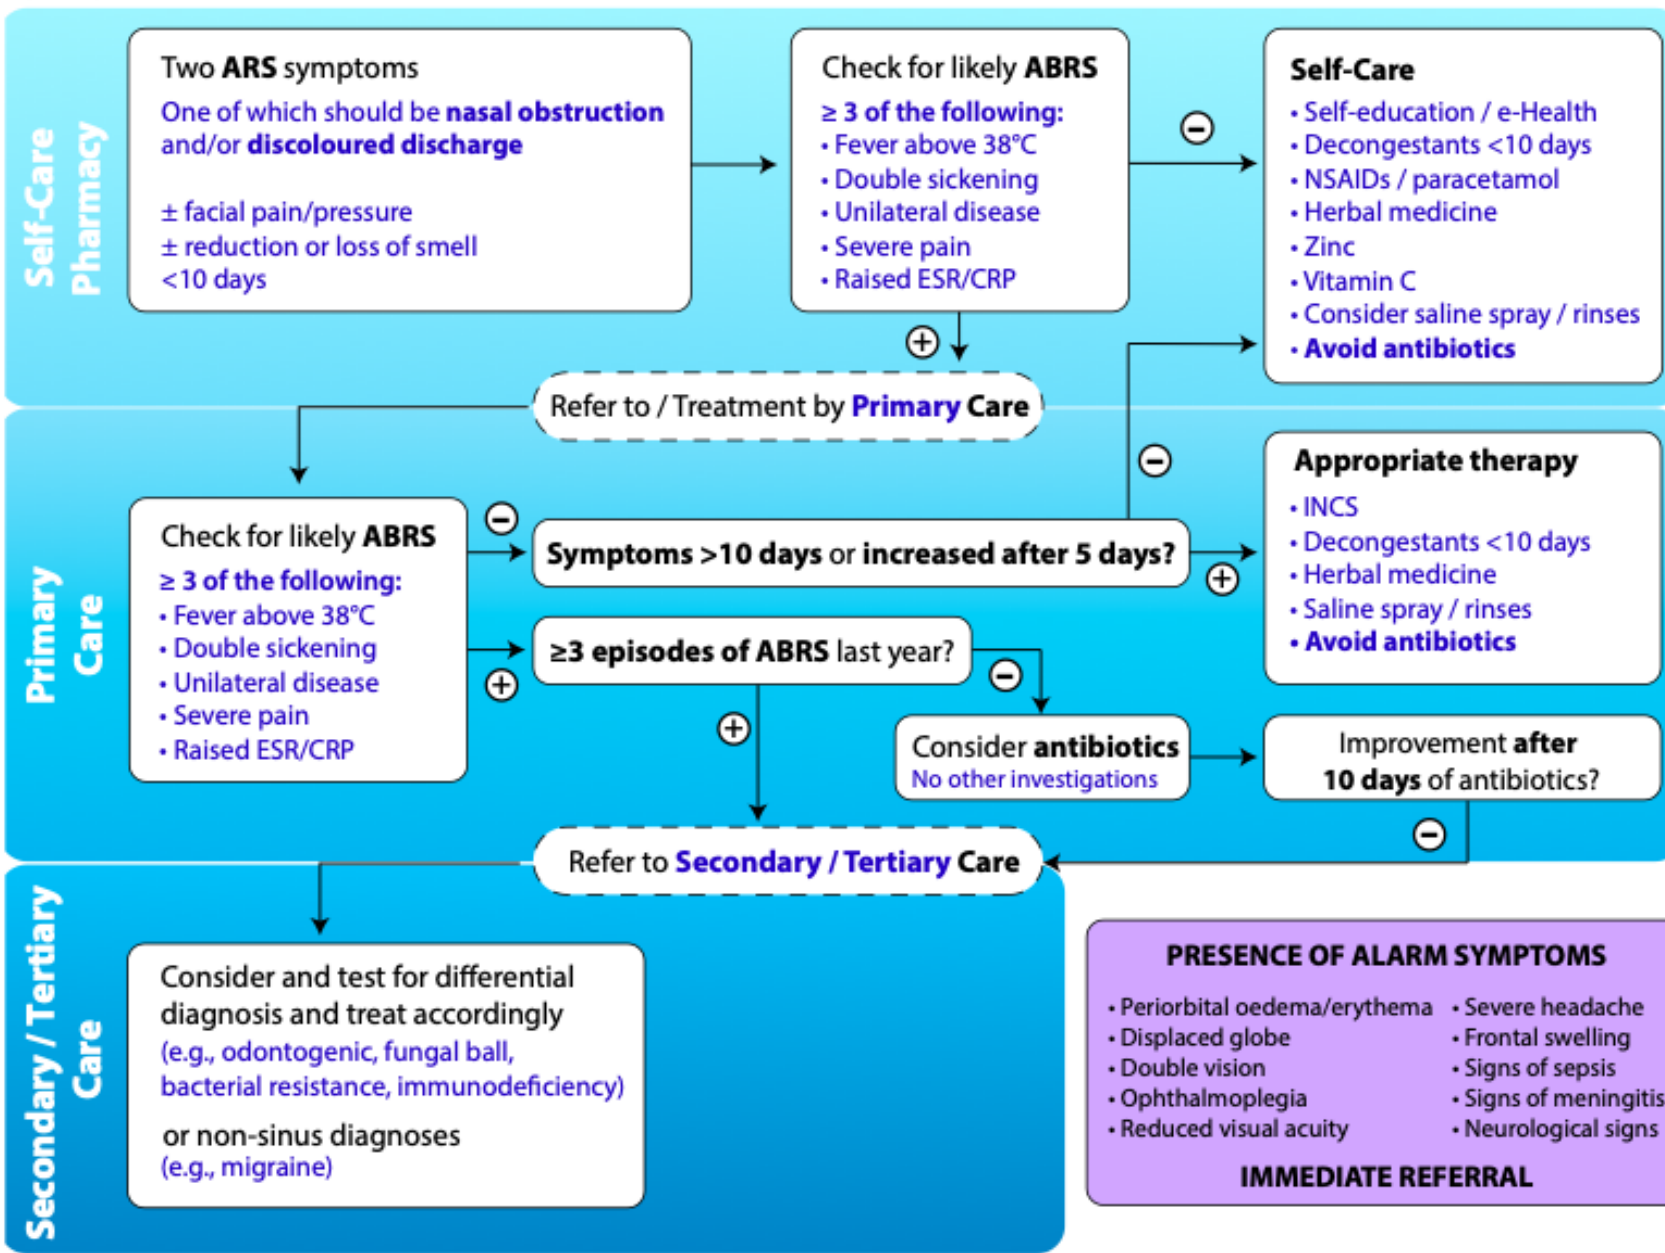 Self-Care
Pharmacy
Two ARS symptoms
One of which should be nasal obstruction
and/or discoloured discharge
± facial pain/pressure
± reduction or loss of smell
<10 days
Check for likely ABRS
≥ 3 of the following:
• Fever above 38°C
• Double sickening
• Unilateral disease
• Severe pain
• Raised ESR/CRP
−
+
Self-Care
• Self-education / e-Health
• Decongestants <10 days
• NSAIDs / paracetamol
• Herbal medicine
• Zinc
• Vitamin C
• Consider saline spray / rinses
• Avoid antibiotics
Refer to / Treatment by Primary Care
Primary
Care
Check for likely ABRS
≥ 3 of the following:
• Fever above 38°C
• Double sickening
• Unilateral disease
• Severe pain
• Raised ESR/CRP
−
Symptoms >10 days or increased after 5 days?
−
+
Appropriate therapy
• INCS
• Decongestants <10 days
• Herbal medicine
• Saline spray / rinses
• Avoid antibiotics
+
≥3 episodes of ABRS last year?
−
+
Consider antibiotics
No other investigations
Improvement after
10 days of antibiotics?
−
Refer to Secondary / Tertiary Care
Secondary / Tertiary
Care
Consider and test for differential
diagnosis and treat accordingly
(e.g., odontogenic, fungal ball,
bacterial resistance, immunodeficiency)
or non-sinus diagnoses
(e.g., migraine)
PRESENCE OF ALARM SYMPTOMS
• Periorbital oedema/erythema
• Displaced globe
• Double vision
• Ophthalmoplegia
• Reduced visual acuity
• Severe headache
• Frontal swelling
• Signs of sepsis
• Signs of meningitis
• Neurological signs
IMMEDIATE REFERRAL